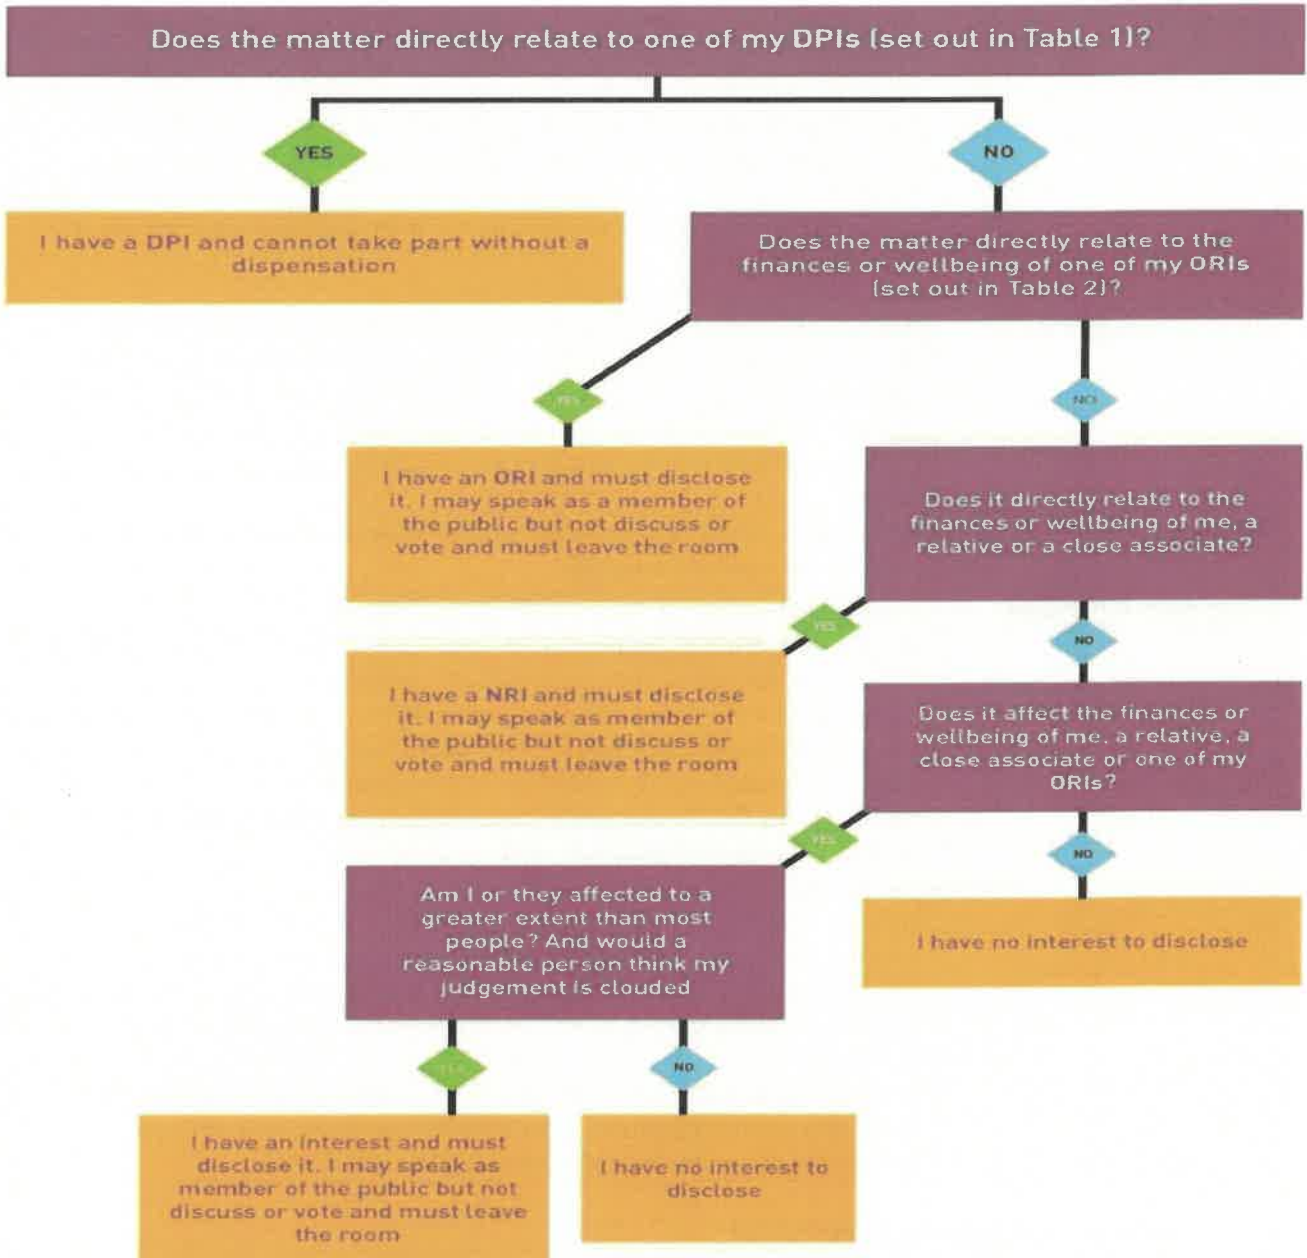 Does the matter directly relate to one of my DPIs (set out in Table 1)?
YES
NO
I have a DPI and cannot take part without a
dispensation
Does the matter directly relate to the
finances or wellbeing of one of my ORIs
(set out in Table 2)?
YES
NO
I have an ORI and must disclose
it. I may speak as a member of
the public but not discuss or
vote and must leave the room
Does it directly relate to the
finances or wellbeing of me, a
relative or a close associate?
YES
NO
I have a NRI and must disclose
it. I may speak as member of
the public but not discuss or
vote and must leave the room
Does it affect the finances or
wellbeing of me, a relative, a
close associate or one of my
ORIs?
YES
NO
Am I or they affected to a
greater extent than most
people? And would a
reasonable person think my
judgement is clouded
I have no interest to disclose
YES
NO
I have an interest and must
disclose it. I may speak as
member of the public but not
discuss or vote and must leave
the room
I have no interest to
disclose